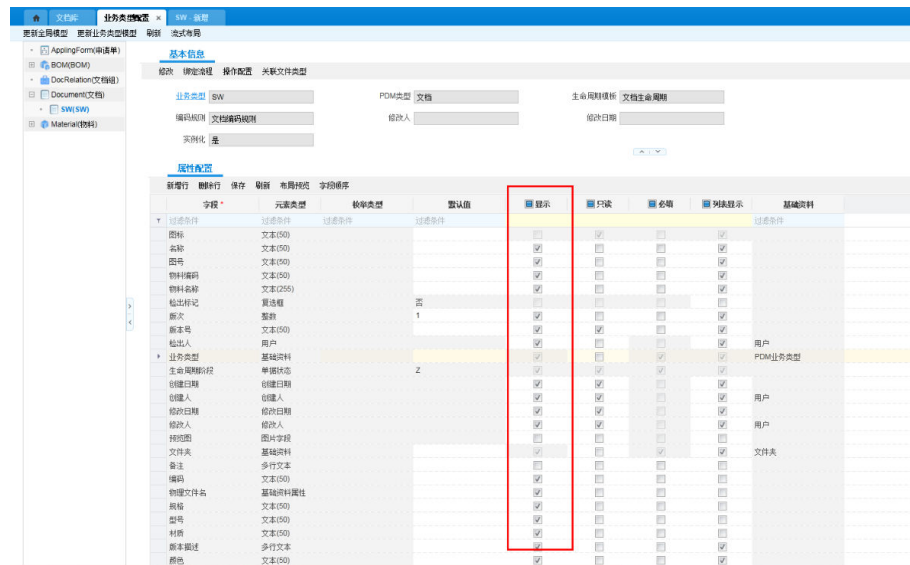 文档库 业务类型配置 × SW - 新增
更新全局模型 更新业务类型模型 刷新 流式布局
ApplingForm(申请单)
BOM(BOM)
DocRelation(文档组)
Document(文档)
SW(SW)
Material(物料)
基本信息
修改 绑定流程 操作配置 关联文件类型
业务类型 SW PDM类型 文档 生命周期模板 文档生命周期
编码规则 文档编码规则 修改人 修改日期
实例化 是
属性配置
新增行 删除行 保存 刷新 布局预览 字段顺序
字段* 元素类型 枚举类型 默认值 显示 只读 必填 列表显示 基础资料
过滤条件 过滤条件 过滤条件 过滤条件 过滤条件
图标 文本(50)
名称 文本(50)
图号 文本(50)
物料编码 文本(50)
物料名称 文本(255)
检出标记 复选框 否
版次 整数 1
版本号 文本(50)
检出人 用户 用户
业务类型 基础资料 PDM业务类型
生命周期阶段 单据状态 Z
创建日期 创建日期
创建人 创建人 用户
修改日期 修改日期
修改人 修改人 用户
预览图 图片字段
文件夹 基础资料 文件夹
备注 多行文本
编码 文本(50)
物理文件名 基础资料属性
规格 文本(50)
型号 文本(50)
材质 文本(50)
版本描述 多行文本
颜色 文本(50)